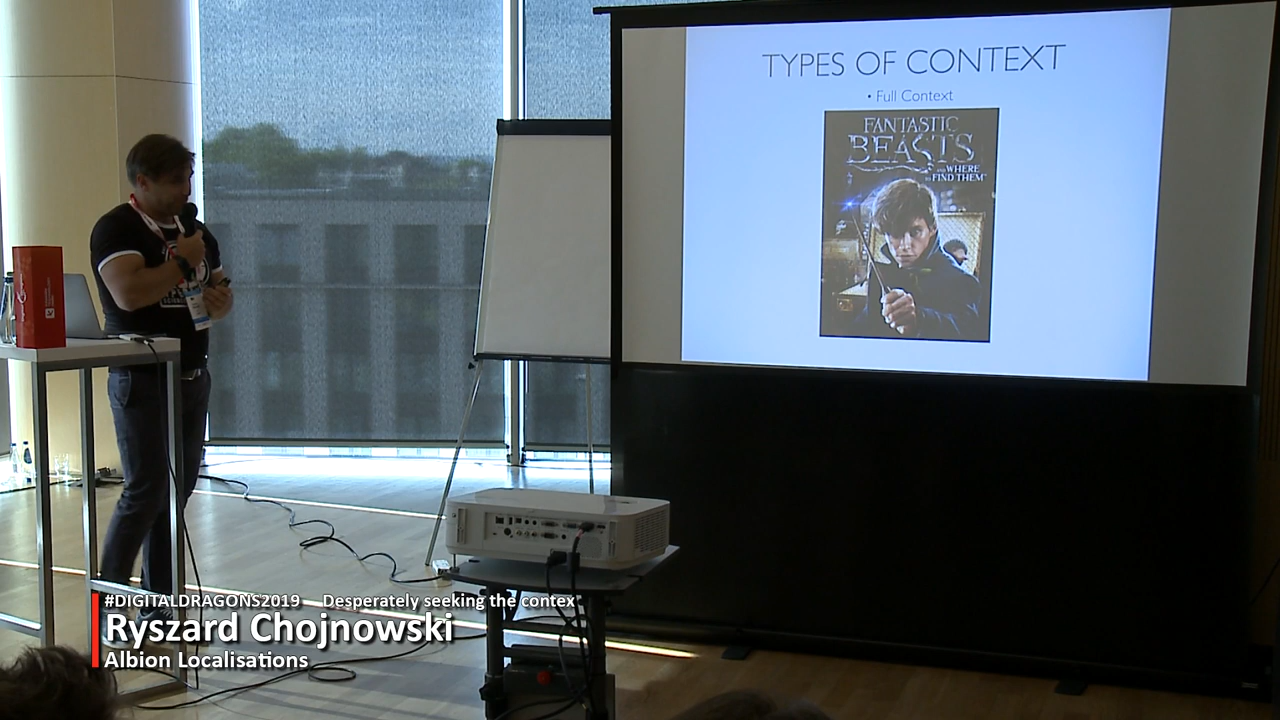 TYPES OF CONTEXT
• Full Context
FANTASTIC
BEASTS
AND WHERE
TO FIND THEM
#DIGITALDRAGONS2019 Desperately seeking the contex
Ryszard Chojnowski
Albion Localisations